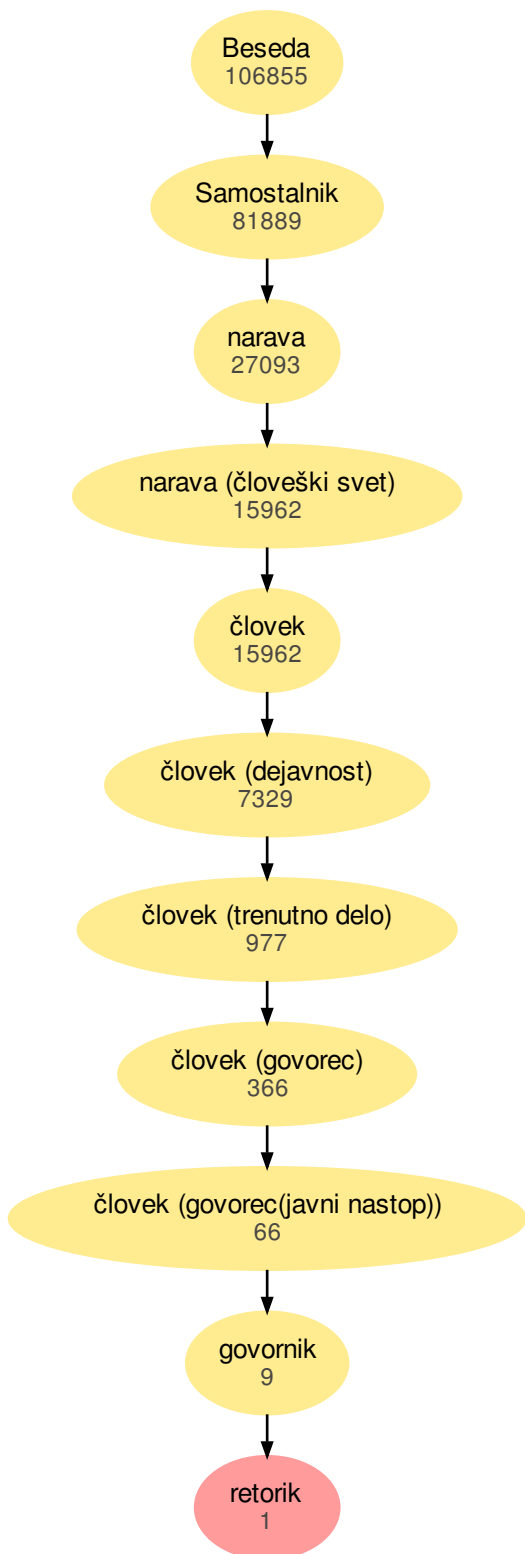 Beseda
106855
Samostalnik
81889
narava
27093
narava (človeški svet)
15962
človek
15962
človek (dejavnost)
7329
človek (trenutno delo)
977
človek (govorec)
366
človek (govorec(javni nastop))
66
govornik
9
retorik
1